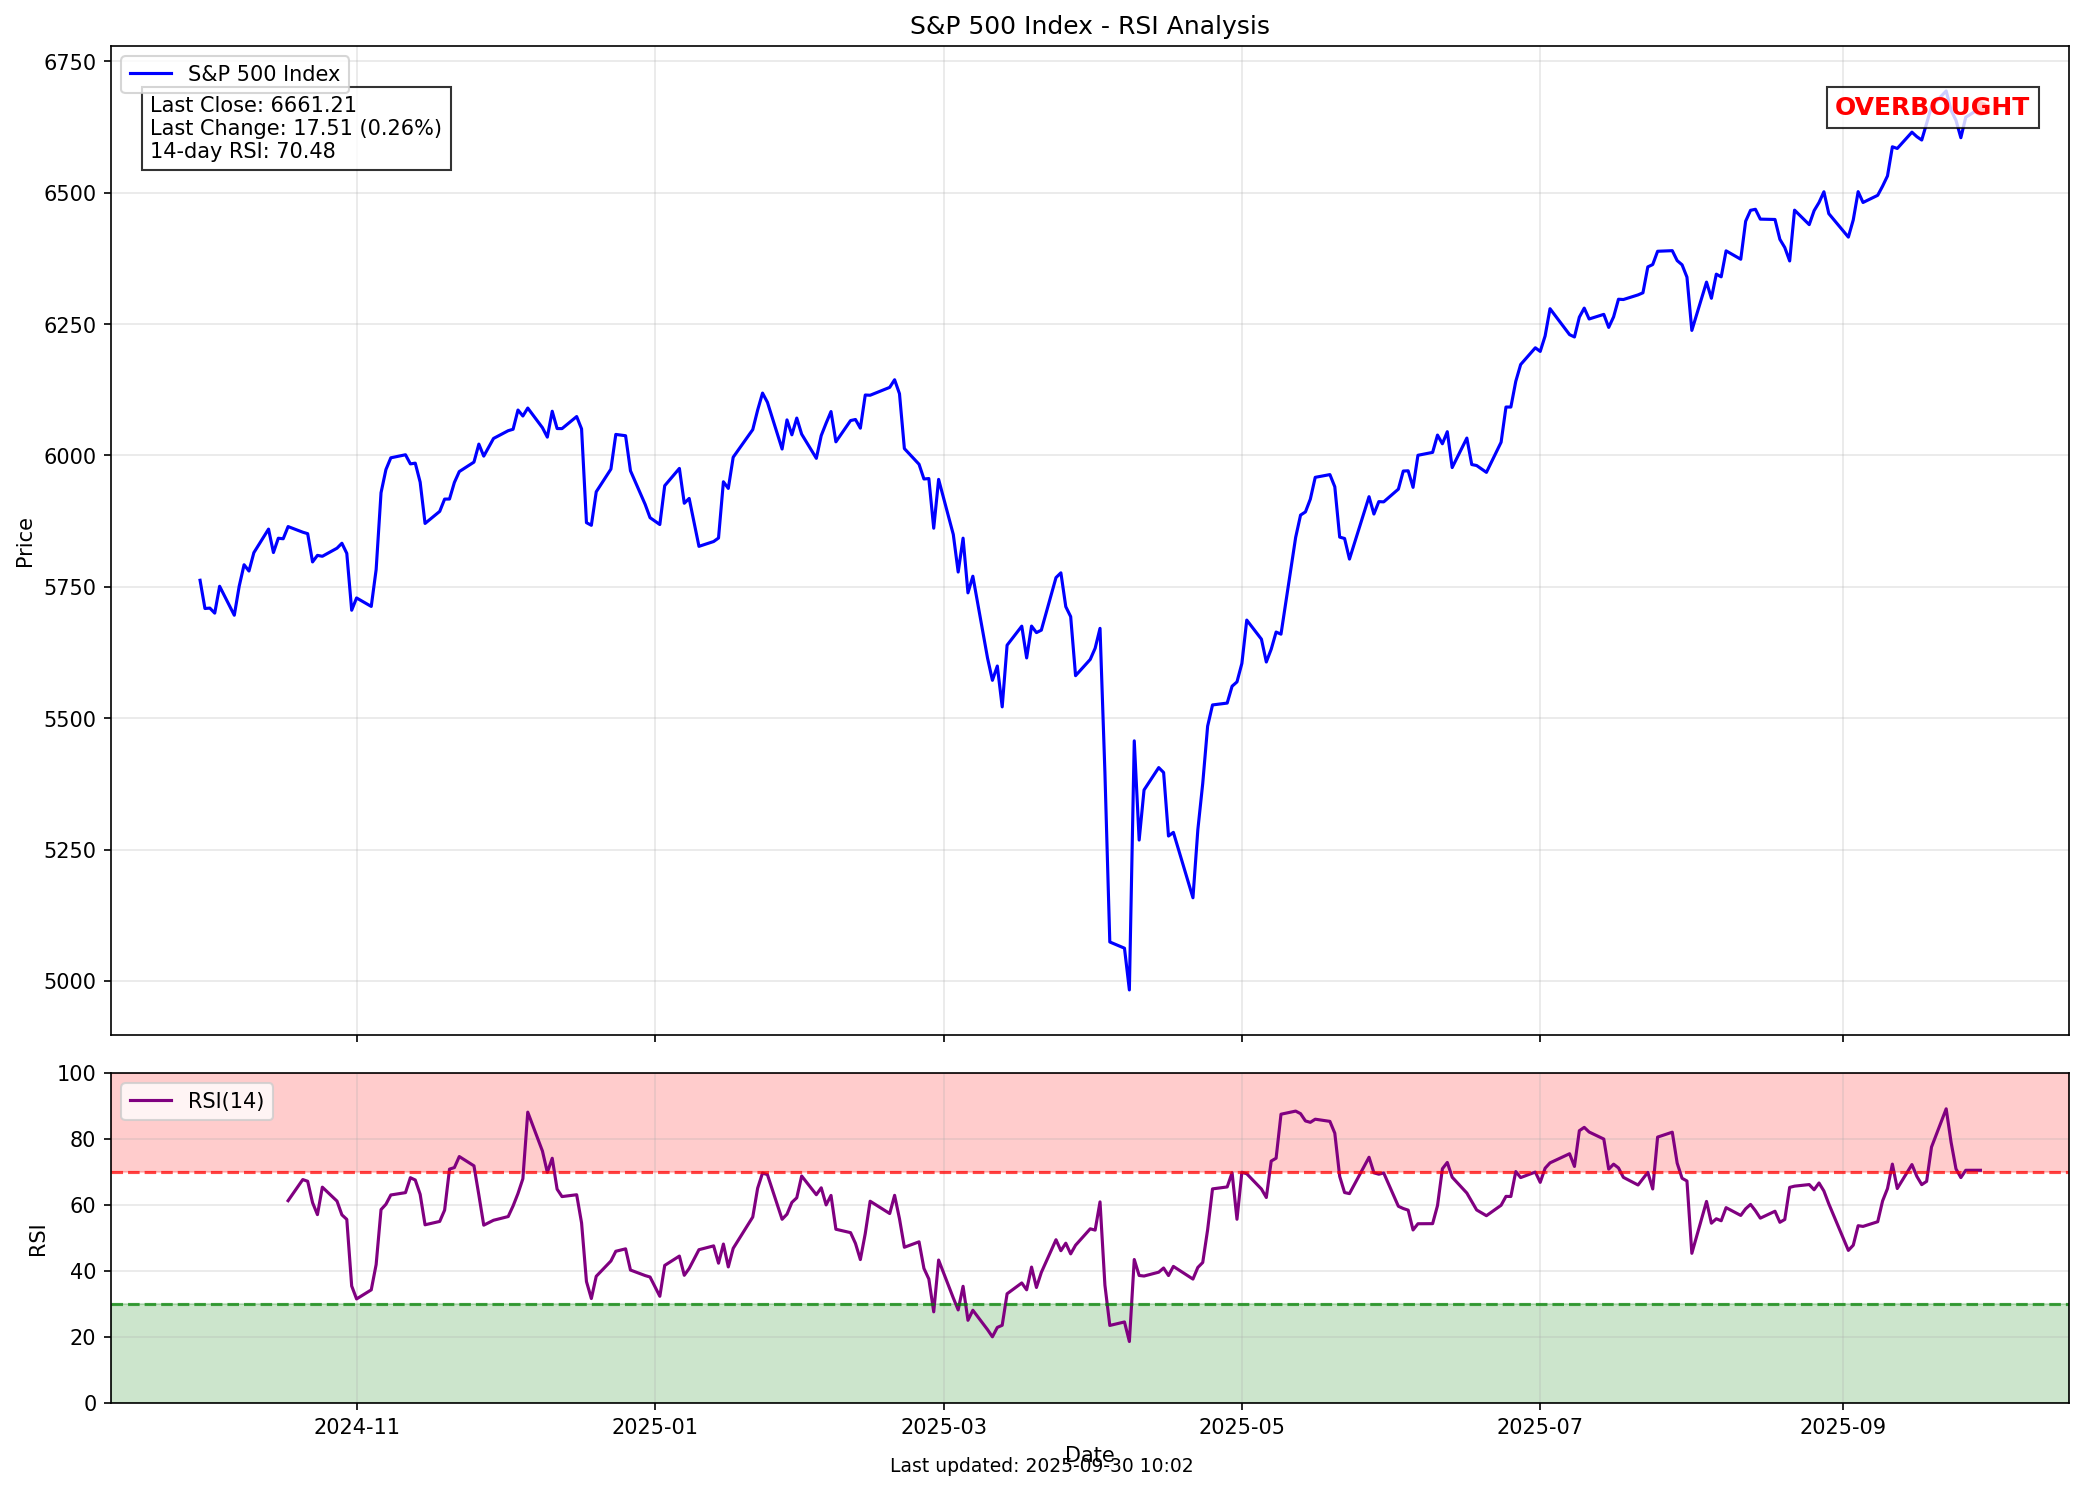 S&P 500 Index - RSI Analysis
6750
6500
6250
6000
5750
5500
5250
5000
Price
S&P 500 Index
Last Close: 6661.21
Last Change: 17.51 (0.26%)
14-day RSI: 70.48
OVERBOUGHT
100
80
60
40
20
0
RSI
RSI(14)
2024-11
2025-01
2025-03
2025-05
2025-07
2025-09
Date
Last updated: 2025-09-30 10:02